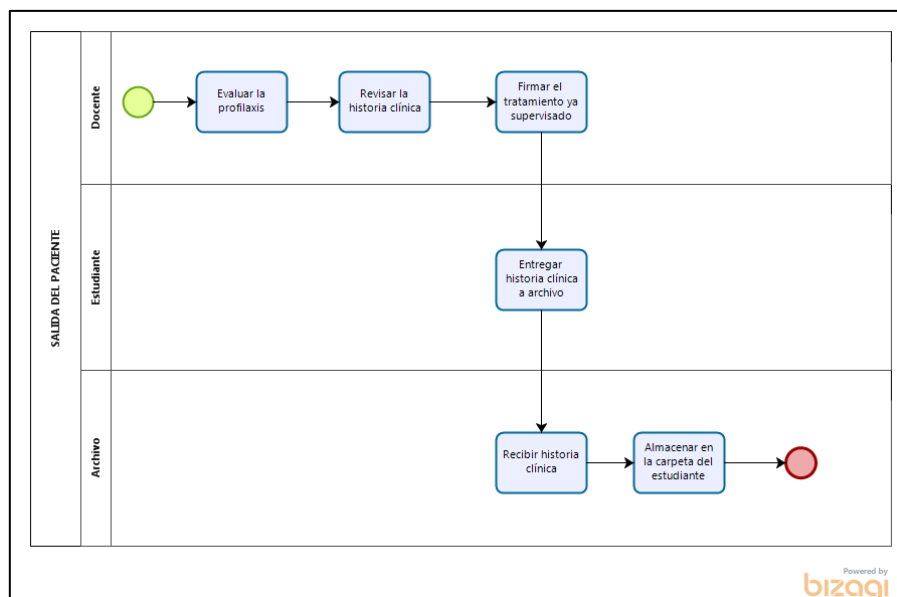 SALIDA DEL PACIENTE
Docente
Evaluar la
profilaxis
Revisar la
historia clínica
Firmar el
tratamiento ya
supervisado
Estudiante
Entregar
historia clínica
a archivo
Archivo
Recibir historia
clínica
Almacenar en
la carpeta del
estudiante
Powered by
bizagi